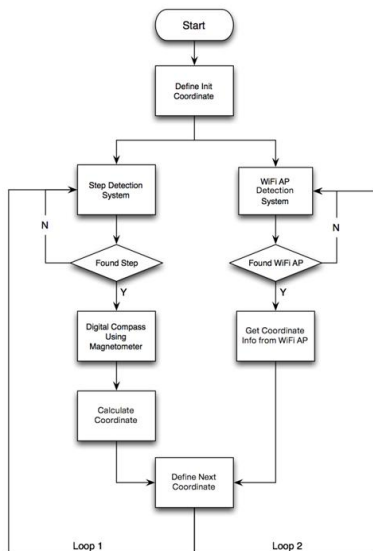 Start
Define Init
Coordinate
Step Detection
System
WiFi AP
Detection
System
N
N
Found Step
Found WiFi AP
Y
Y
Digital Compass
Using
Magnetometer
Get Coordinate
Info from WiFi AP
Calculate
Coordinate
Define Next
Coordinate
Loop 1
Loop 2